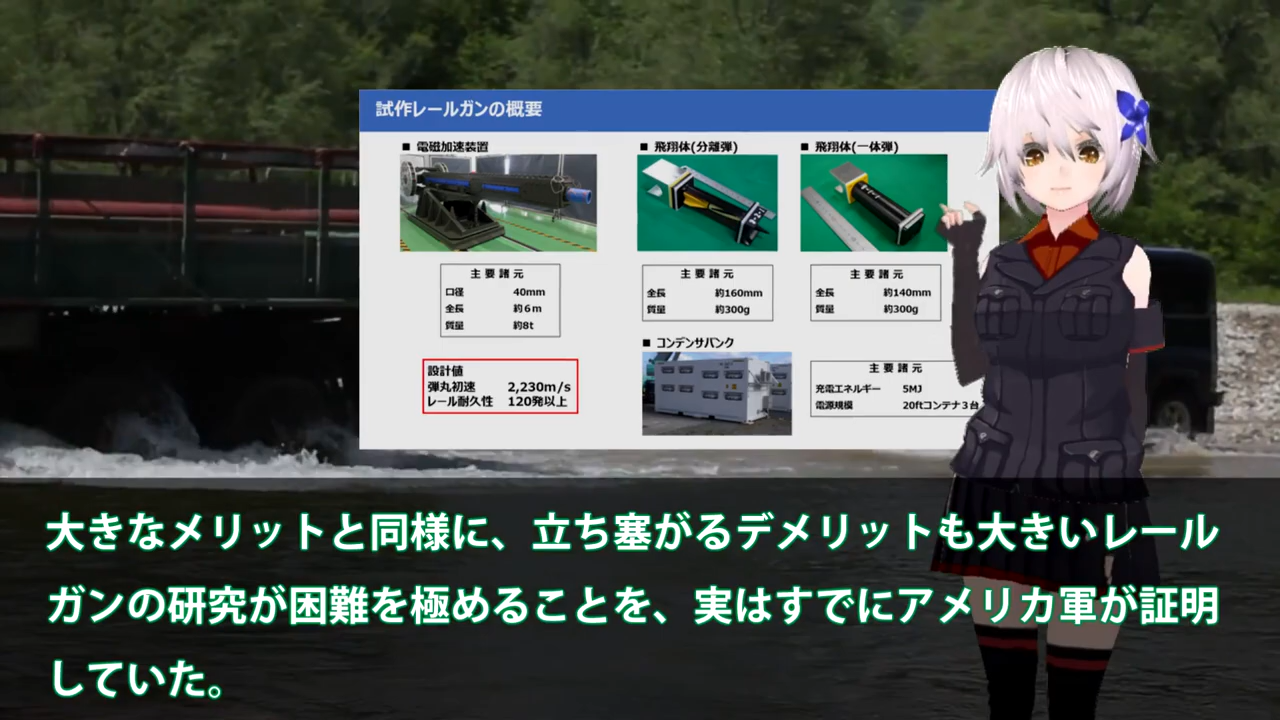 試作レールガンの概要
■ 電磁加速装置
■ 飛翔体(分離弾)
■ 飛翔体(一体弾)
主要諸元
口径 40mm
全長 約6m
質量 約8t
主要諸元
全長 約160mm
質量 約300g
主要諸元
全長 約140mm
質量 約300g
設計値
弾丸初速 2,230m/s
レール耐久性 120発以上
■ コンデンサバンク
主要諸元
充電エネルギー 5MJ
電源規模 20ftコンテナ3台
大きなメリットと同様に、立ち塞がるデメリットも大きいレール
ガンの研究が困難を極めることを、実はすでにアメリカ軍が証明
していた。